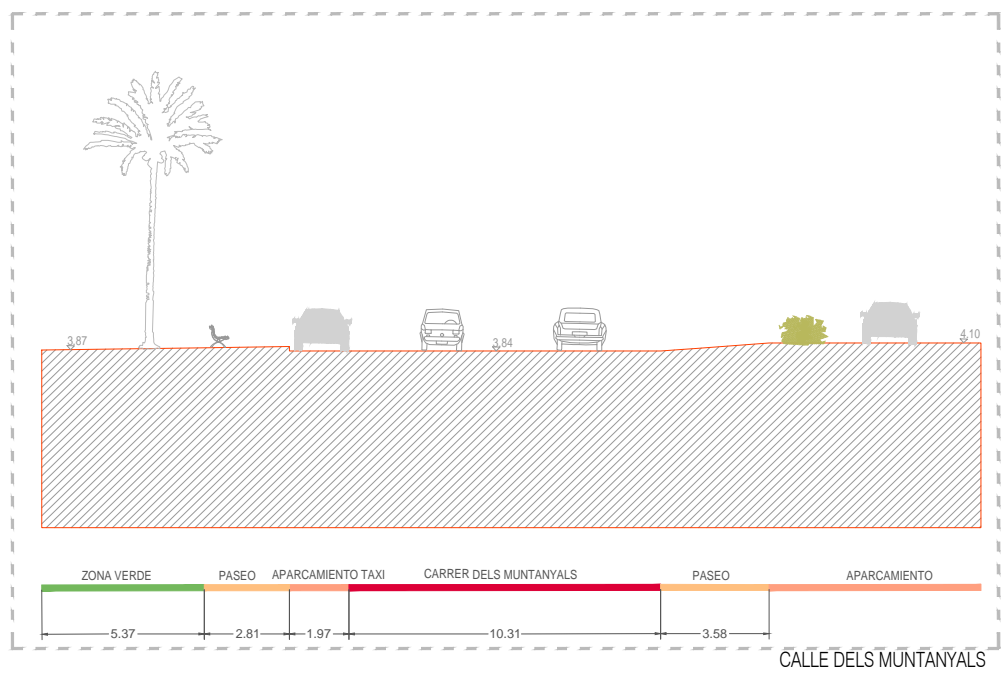 3,87
3,84
4,10
ZONA VERDE PASEO APARCAMIENTO TAXI CARRER DELS MUNTANYALS PASEO APARCAMIENTO
5.37 2.81 1.97 10.31 3.58
CALLE DELS MUNTANYALS